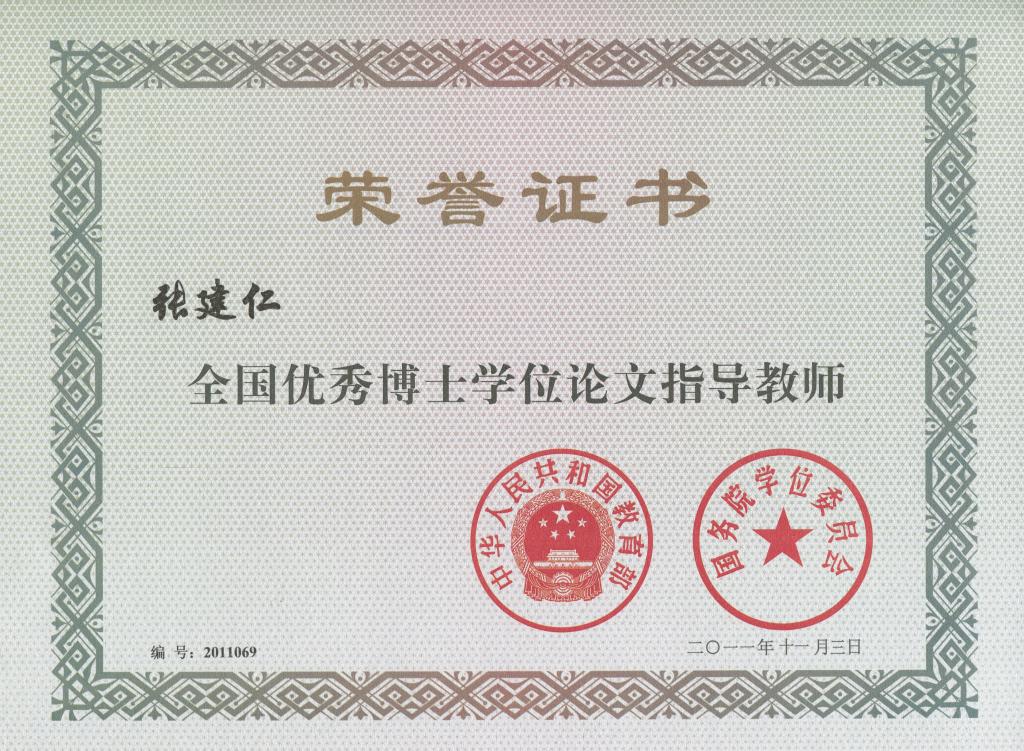 荣誉证书
张建仁
全国优秀博士学位论文指导教师
中华人民共和国教育部
国务院学位委员会
编 号：2011069
二〇一一年十一月三日